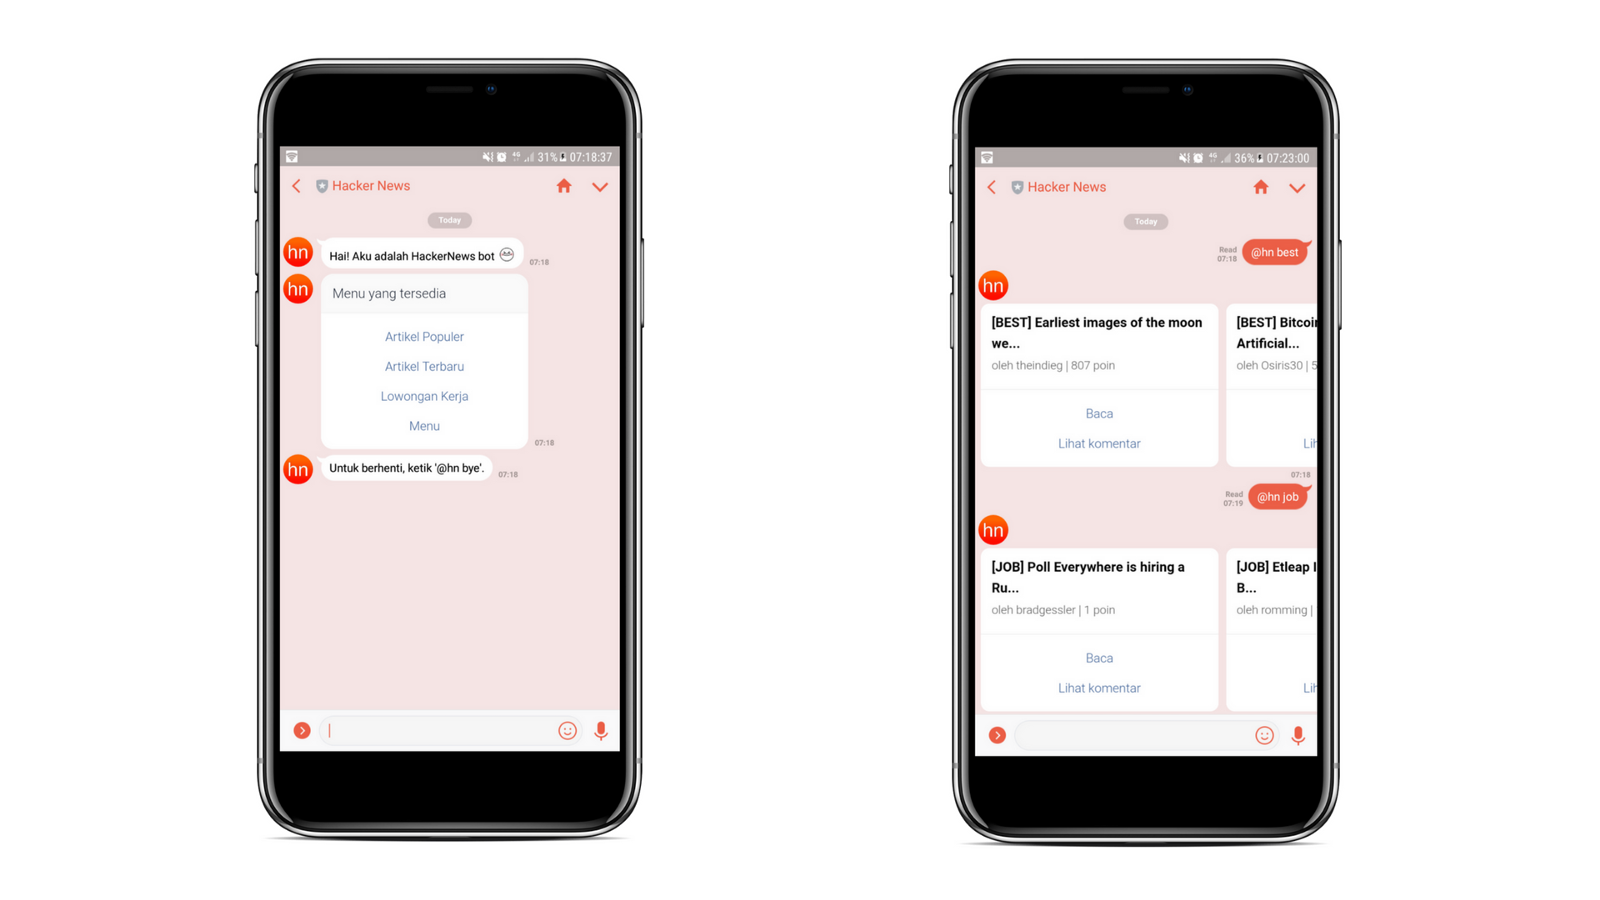 31% 07:18:37
Hacker News
Today
hn
Hai! Aku adalah HackerNews bot
07:18
hn
Menu yang tersedia
Artikel Populer
Artikel Terbaru
Lowongan Kerja
Menu
07:18
hn
Untuk berhenti, ketik '@hn bye'.
07:18
4G 36% 07:23:00
Hacker News
Today
Read
07:18
@hn best
hn
[BEST] Earliest images of the moon
we...
oleh theindieg | 807 poin
Baca
Lihat komentar
[BEST] Bitcoi
Artificial...
oleh Osiris30 | 5
Lih
07:18
Read
07:19
@hn job
hn
[JOB] Poll Everywhere is hiring a
Ru...
oleh bradgessler | 1 poin
Baca
Lihat komentar
[JOB] Etleap
B...
oleh romming |
Lih